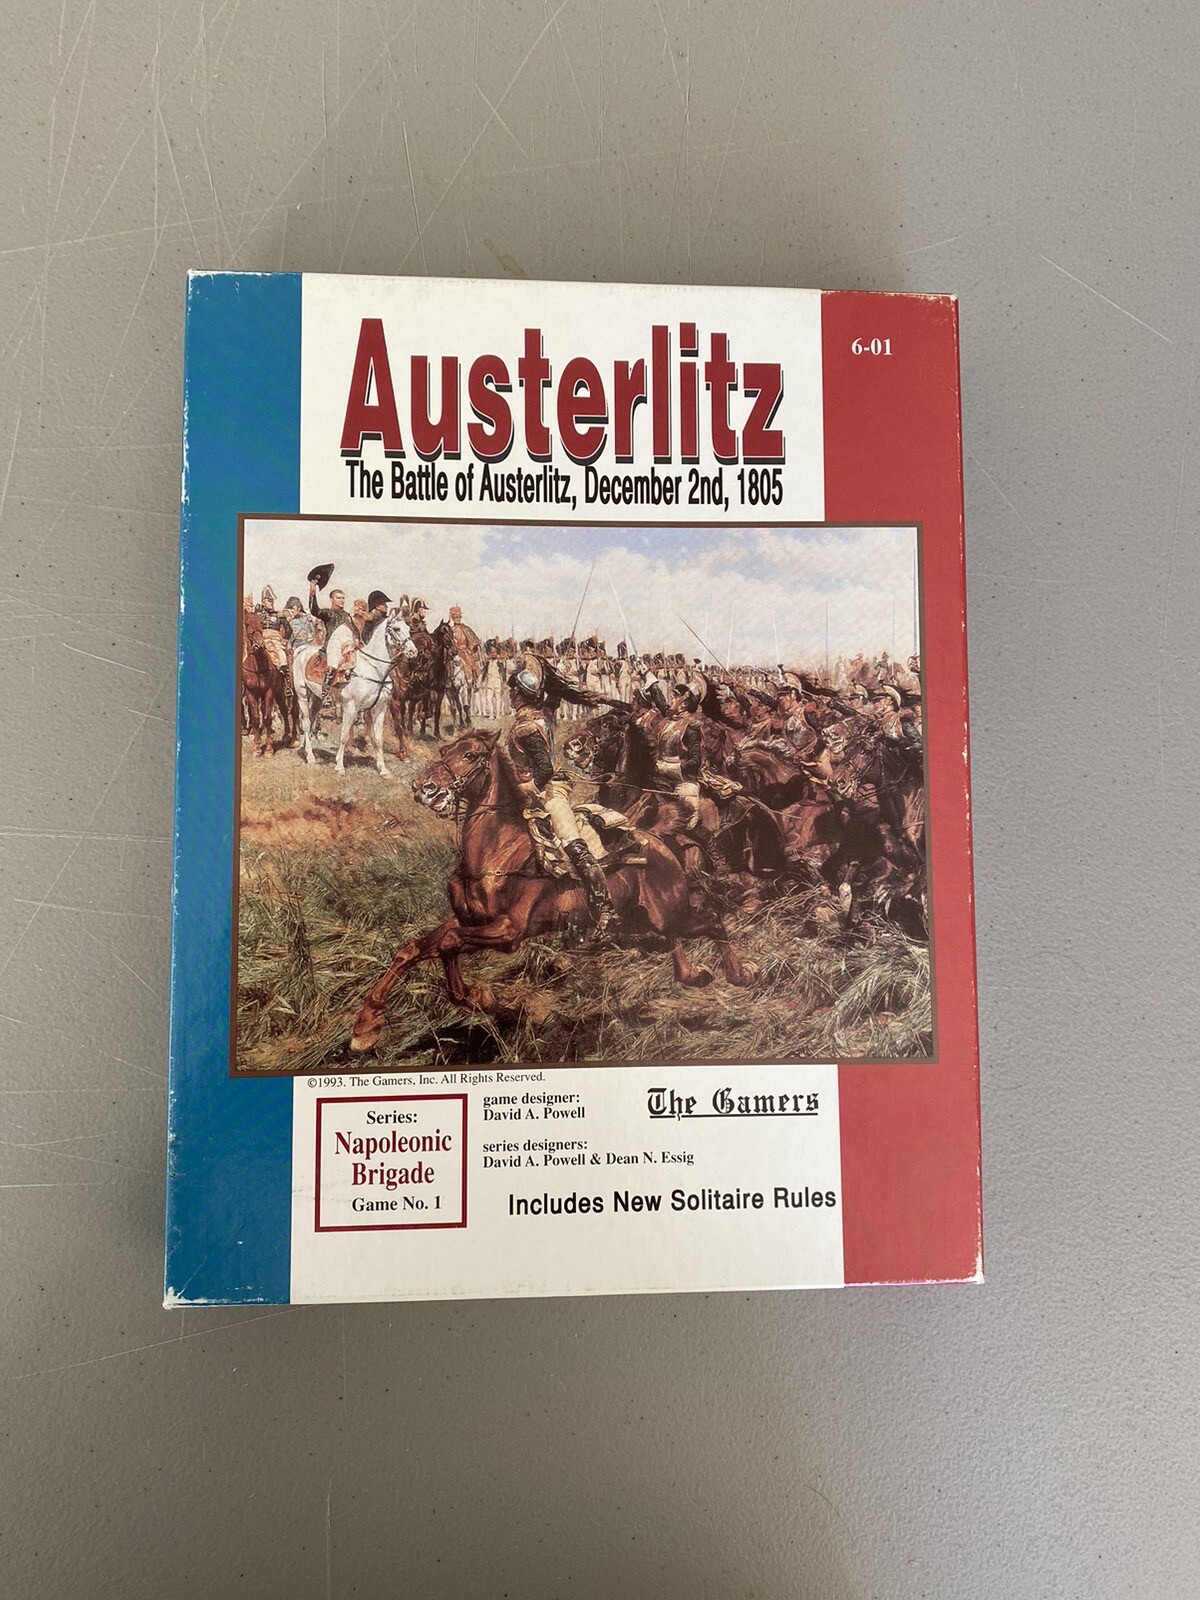 Austerlitz
6-01
The Battle of Austerlitz, December 2nd, 1805
©1993. The Gamers, Inc. All Rights Reserved.
Series:
Napoleonic
Brigade
Game No. 1
game designer:
David A. Powell
The Gamers
series designers:
David A. Powell & Dean N. Essig
Includes New Solitaire Rules